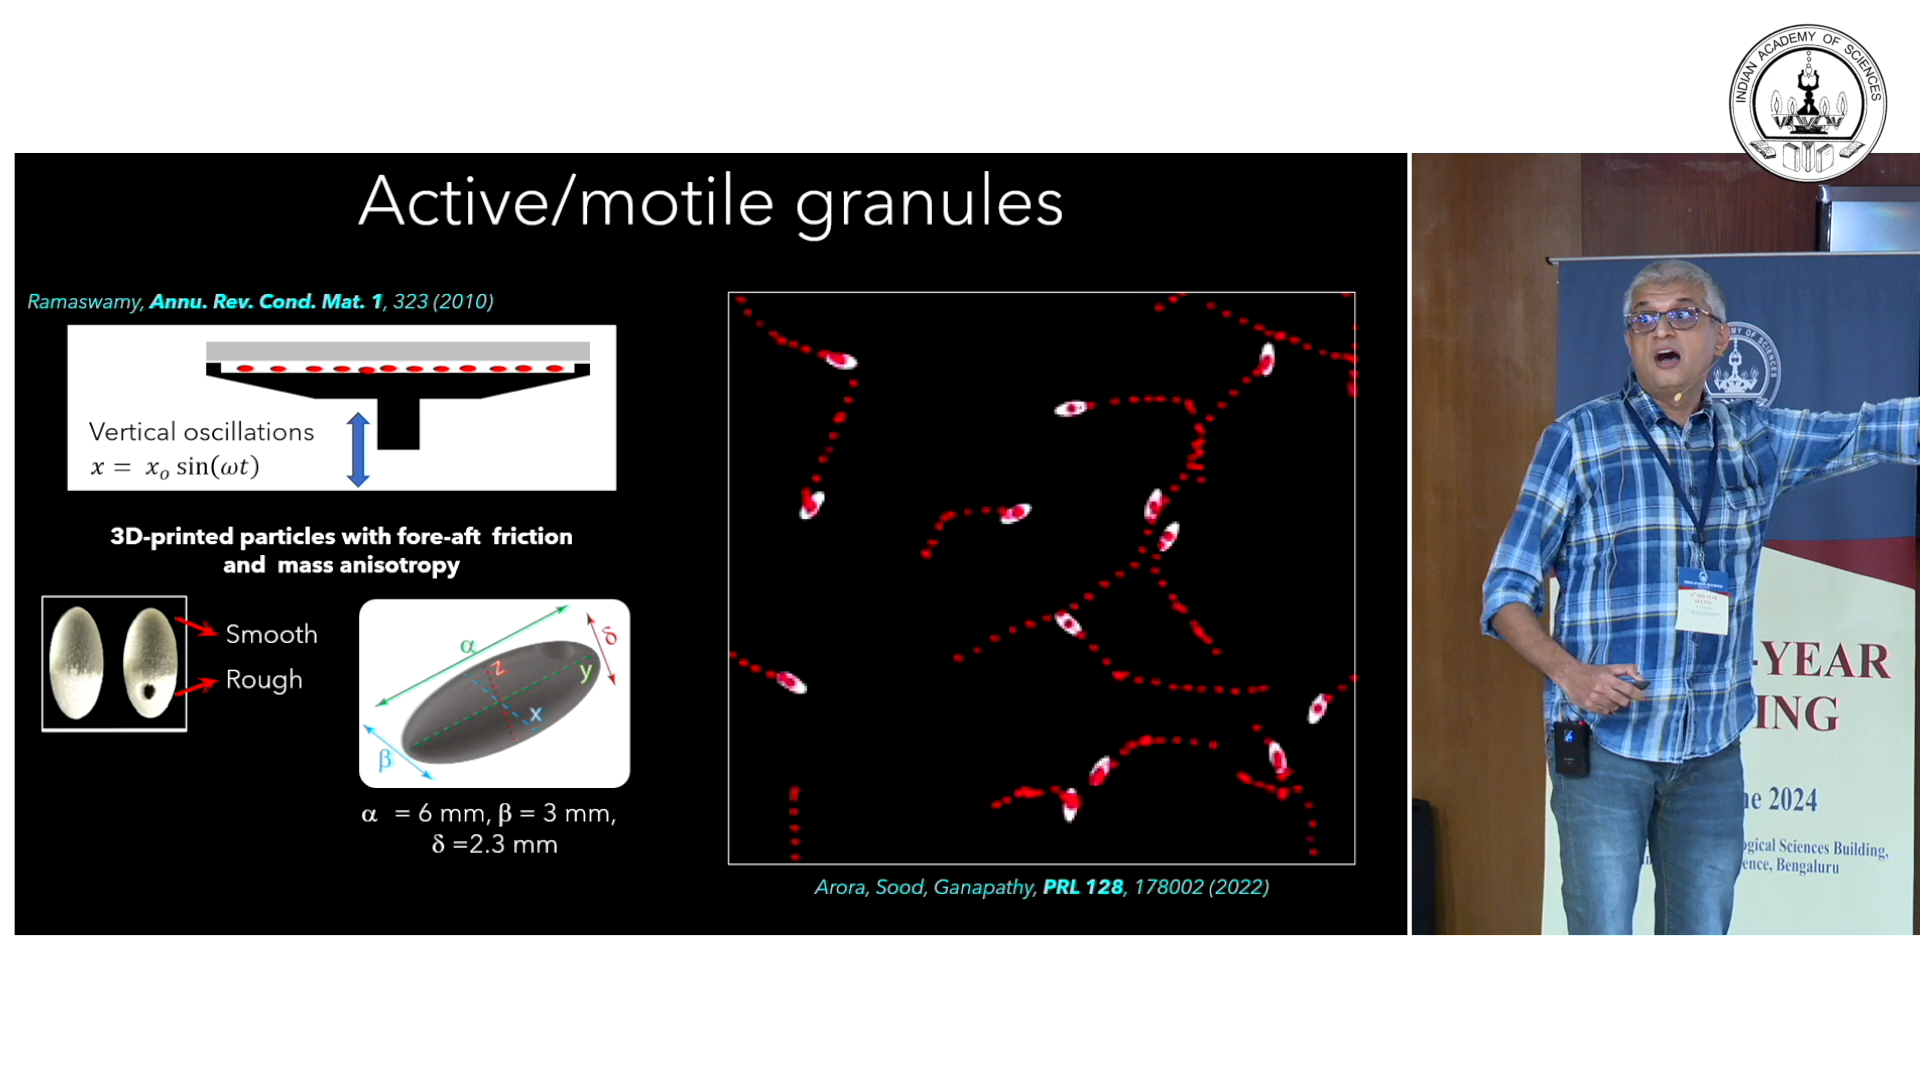 INDIAN ACADEMY OF SCIENCES
Active/motile granules
Ramaswamy, Annu. Rev. Cond. Mat. 1, 323 (2010)
Vertical oscillations
x = x₀ sin(ωt)
3D-printed particles with fore-aft friction
and mass anisotropy
Smooth
Rough
α
δ
z
y
x
β
α = 6 mm, β = 3 mm,
δ =2.3 mm
Arora, Sood, Ganapathy, PRL 128, 178002 (2022)
-YEAR
ING
ne 2024
ogical Sciences Building,
ence, Bengaluru